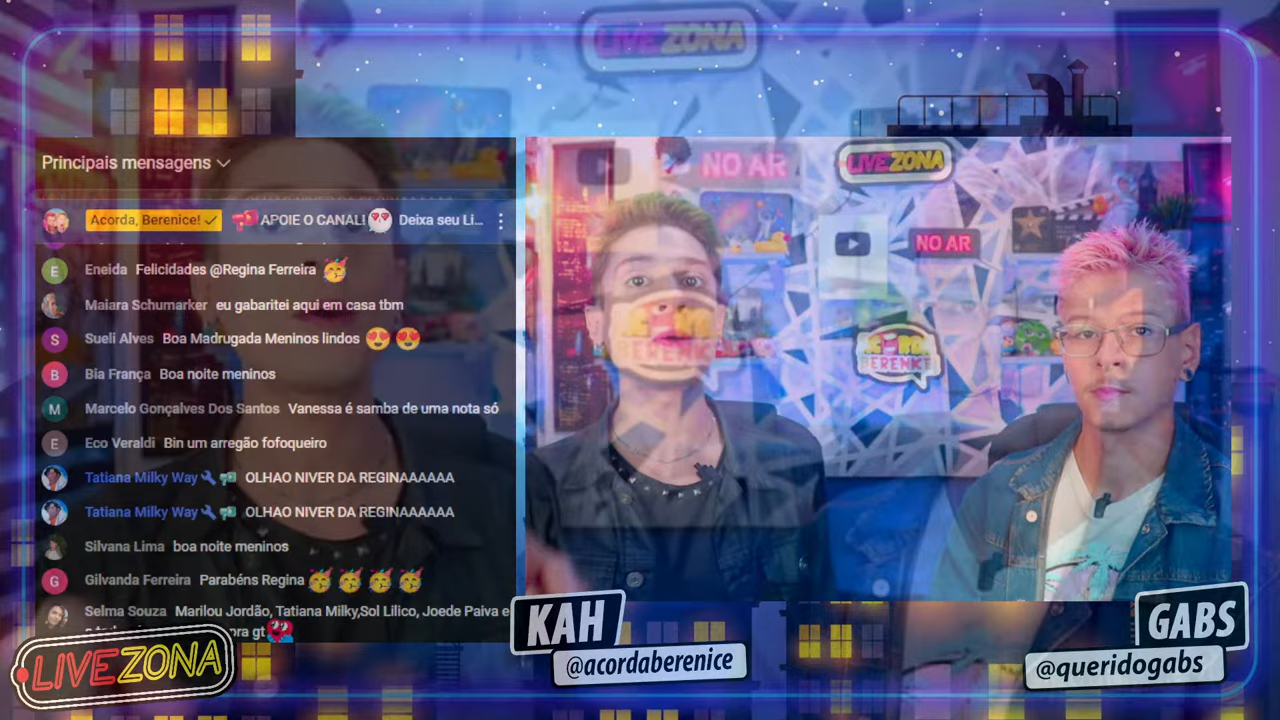 LIVEZONA
Principais mensagens
Acorda, Berenice! APOIE O CANAL! Deixa seu Li...
E Eneida Felicidades @Regina Ferreira 🥳
Maiara Schumarker eu gabaritei aqui em casa tbm
S Sueli Alves Boa Madrugada Meninos lindos 😍 😍
B Bia França Boa noite meninos
M Marcelo Gonçalves Dos Santos Vanessa é samba de uma nota só
E Eco Veraldi Bin um arregão fofoqueiro
Tatiana Milky Way OLHAO NIVER DA REGINAAAAAA
Tatiana Milky Way OLHAO NIVER DA REGINAAAAAA
Silvana Lima boa noite meninos
G Gilvanda Ferreira Parabéns Regina 🥳 🥳 🥳 🥳
Selma Souza Marilou Jordão, Tatiana Milky,Sol Lilico, Joede Paiva e
pra gt
NO AR
LIVEZONA
NO AR
ACORDA
BERENICE
LIVEZONA
KAH
@acordaberenice
GABS
@queridogabs